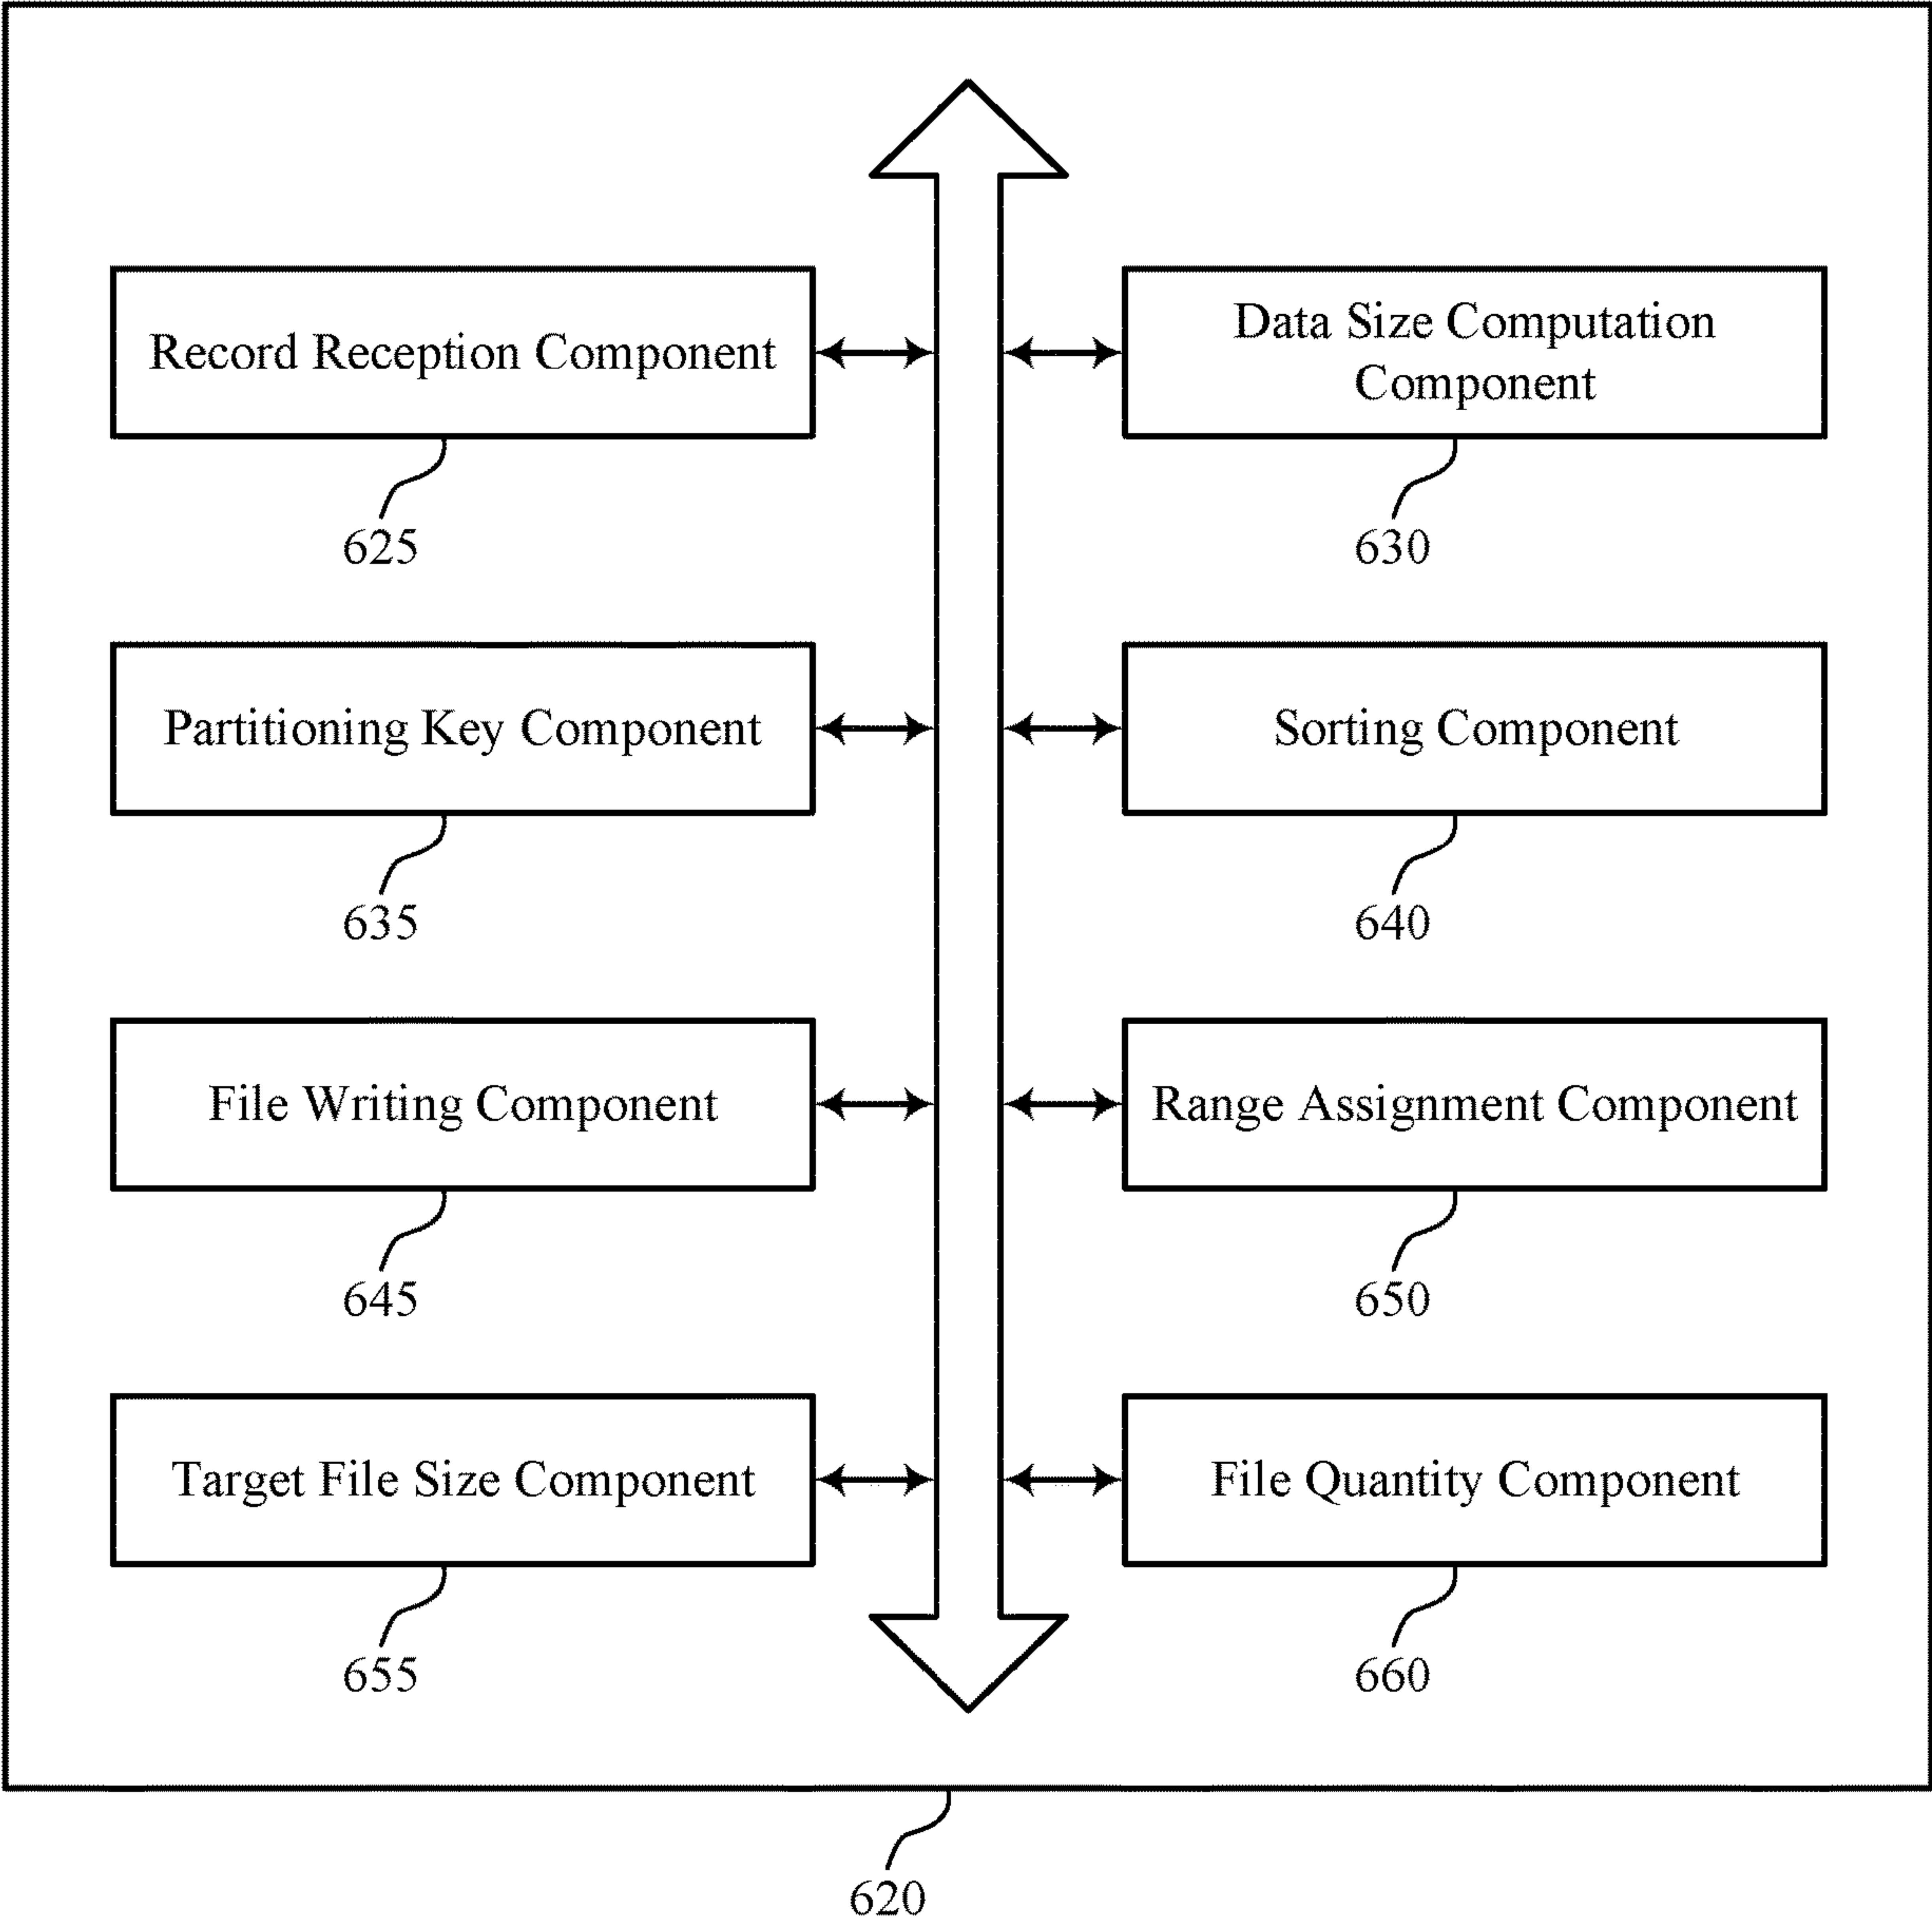 Record Reception Component
625
Data Size Computation
Component
630
Partitioning Key Component
635
Sorting Component
640
File Writing Component
645
Range Assignment Component
650
Target File Size Component
655
File Quantity Component
660
620